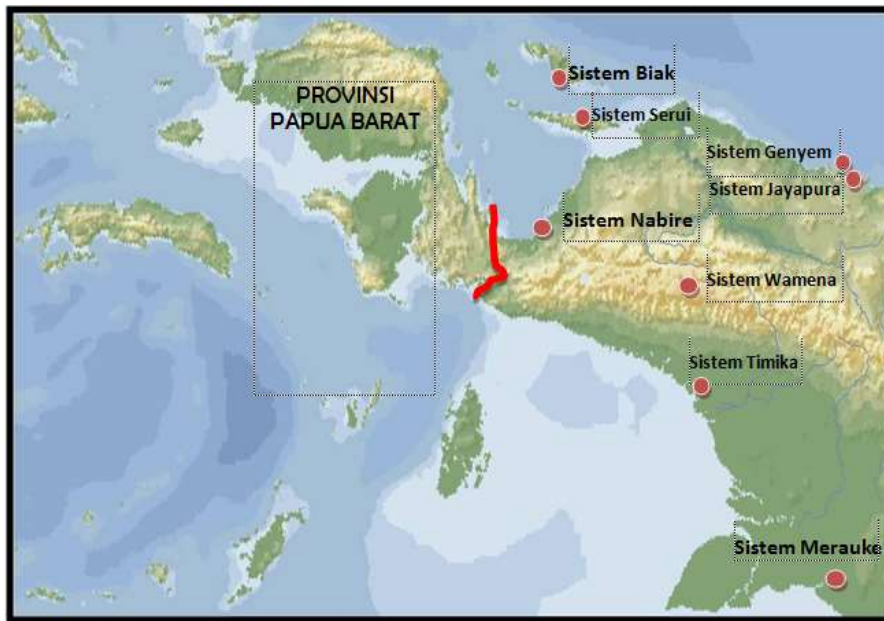 PROVINSI
PAPUA BARAT
Sistem Biak
Sistem Serui
Sistem Genyem
Sistem Jayapura
Sistem Nabire
Sistem Wamena
Sistem Timika
Sistem Merauke